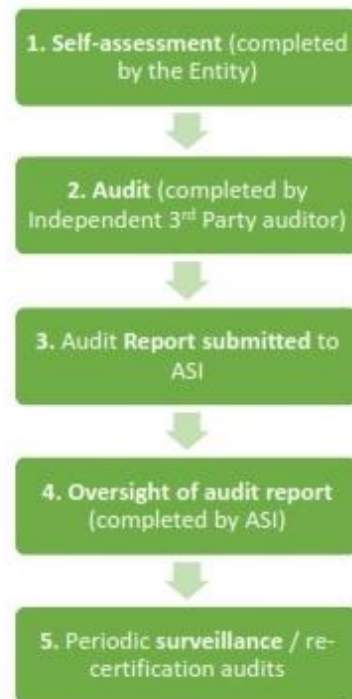 1. Self-assessment (completed
by the Entity)
2. Audit (completed by
Independent 3rd Party auditor)
3. Audit Report submitted to
ASI
4. Oversight of audit report
(completed by ASI)
5. Periodic surveillance / re-
certification audits